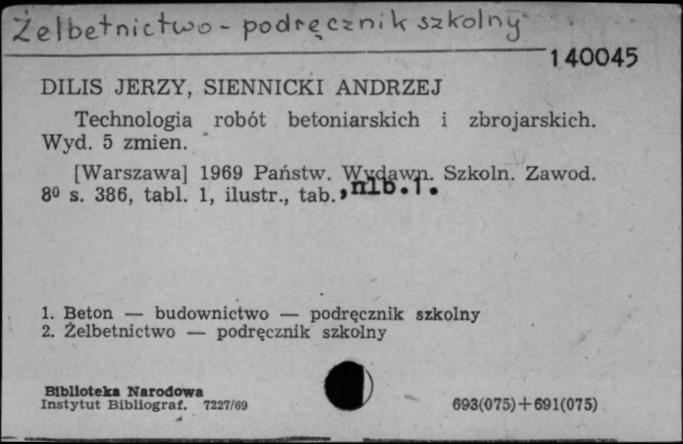 Żelbetnictwo - podręcznik szkolny
140045
DILIS JERZY, SIENNICKI ANDRZEJ
Technologia robót betoniarskich i zbrojarskich.
Wyd. 5 zmien.
[Warszawa] 1969 Państw. Wydawn. Szkoln. Zawod.
8⁰ s. 386, tabl. 1, ilustr., tab., nlb.1.
1. Beton — budownictwo — podręcznik szkolny
2. Żelbetnictwo — podręcznik szkolny
Biblioteka Narodowa
Instytut Bibliograf. 7227/69
693(075)+691(075)